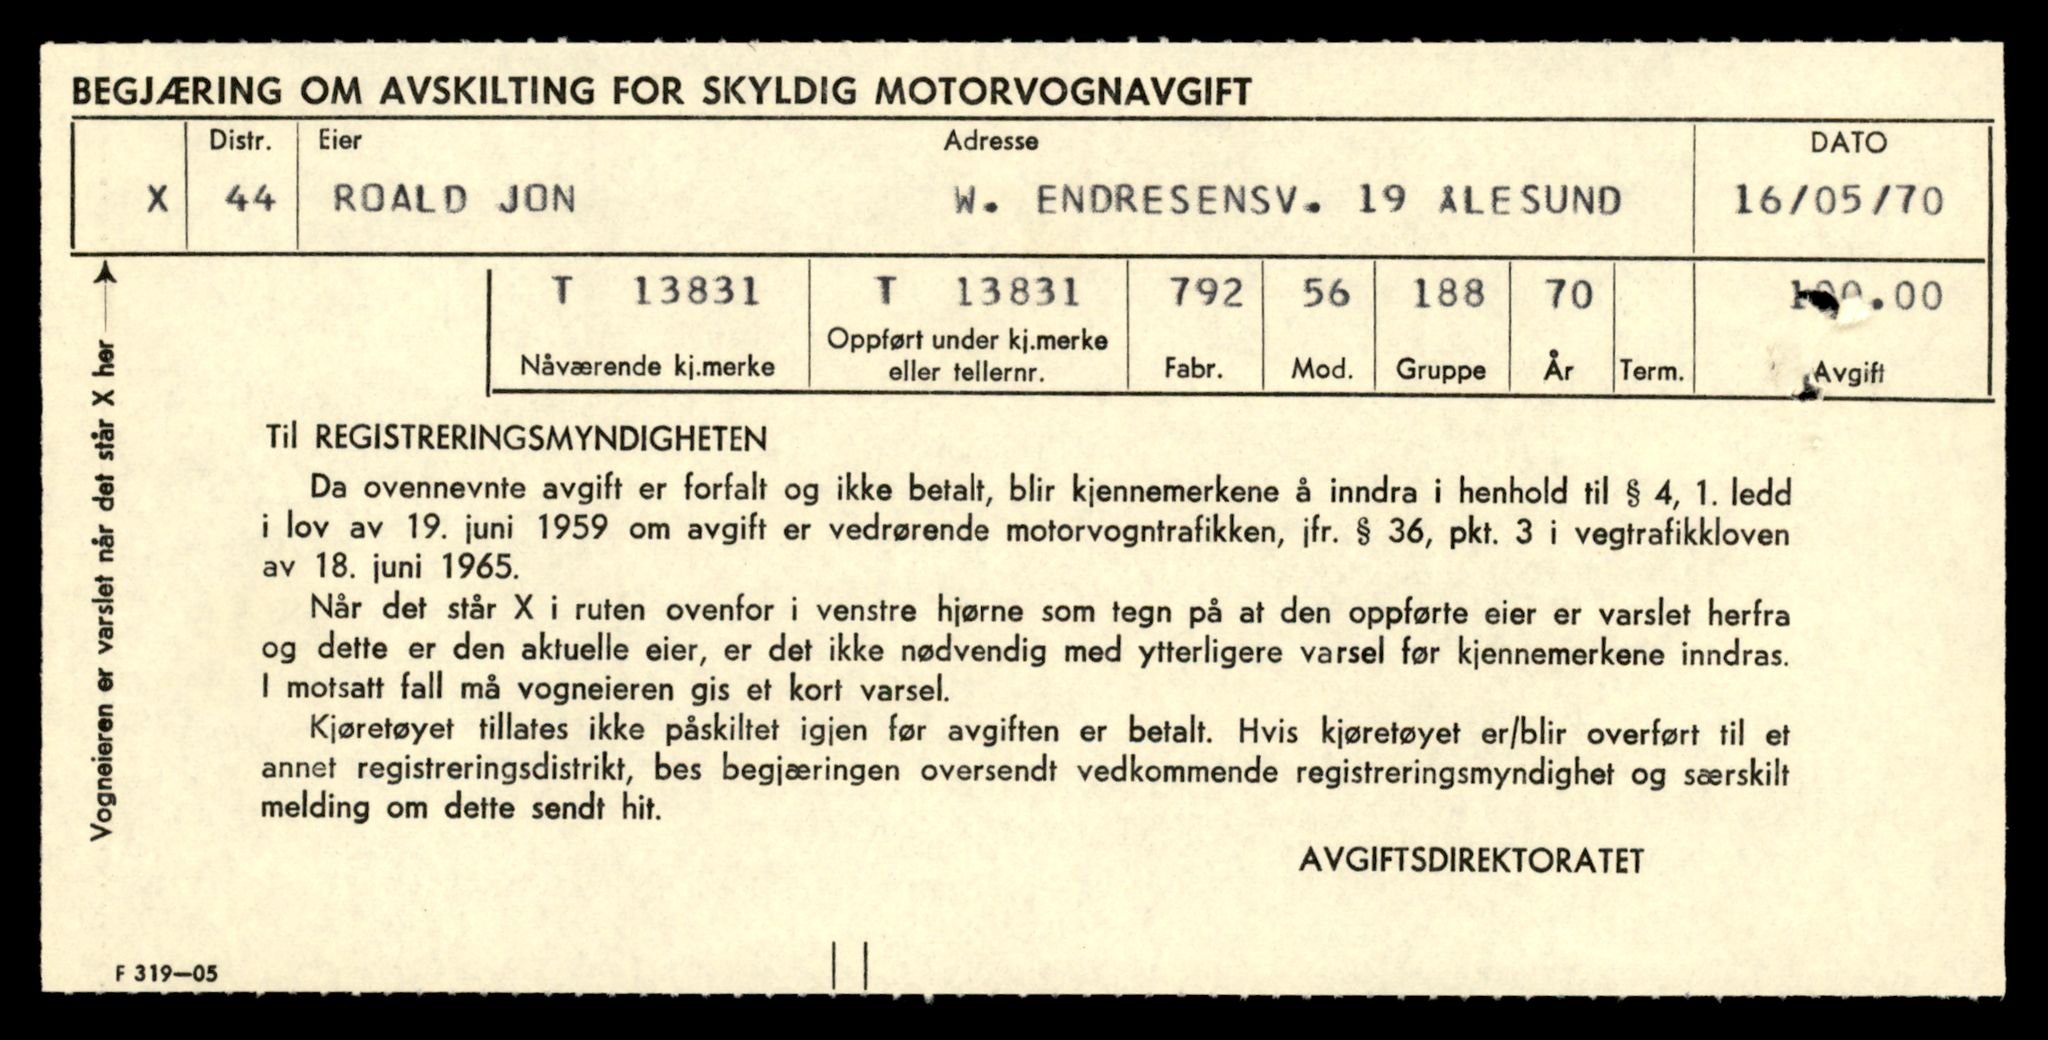 BEGJÆRING OM AVSKILTING FOR SKYLDIG MOTORVOGNAVGIFT
Distr. Eier Adresse DATO
X 44 ROALD JON W. ENDRESENSV. 19 ÅLESUND 16/05/70
T 13831 T 13831 792 56 188 70 100.00
Nåværende kj.merke Oppført under kj.merke eller tellernr. Fabr. Mod. Gruppe År Term. Avgift
Vogneieren er varslet når det står X her
Til REGISTRERINGSMYNDIGHETEN
Da ovennevnte avgift er forfalt og ikke betalt, blir kjennemerkene å inndra i henhold til § 4, 1. ledd
i lov av 19. juni 1959 om avgift er vedrørende motorvogntrafikken, jfr. § 36, pkt. 3 i vegtrafikkloven
av 18. juni 1965.
Når det står X i ruten ovenfor i venstre hjørne som tegn på at den oppførte eier er varslet herfra
og dette er den aktuelle eier, er det ikke nødvendig med ytterligere varsel før kjennemerkene inndras.
I motsatt fall må vogneieren gis et kort varsel.
Kjøretøyet tillates ikke påskiltet igjen før avgiften er betalt. Hvis kjøretøyet er/blir overført til et
annet registreringsdistrikt, bes begjæringen oversendt vedkommende registreringsmyndighet og særskilt
melding om dette sendt hit.
AVGIFTSDIREKTORATET
F 319—05